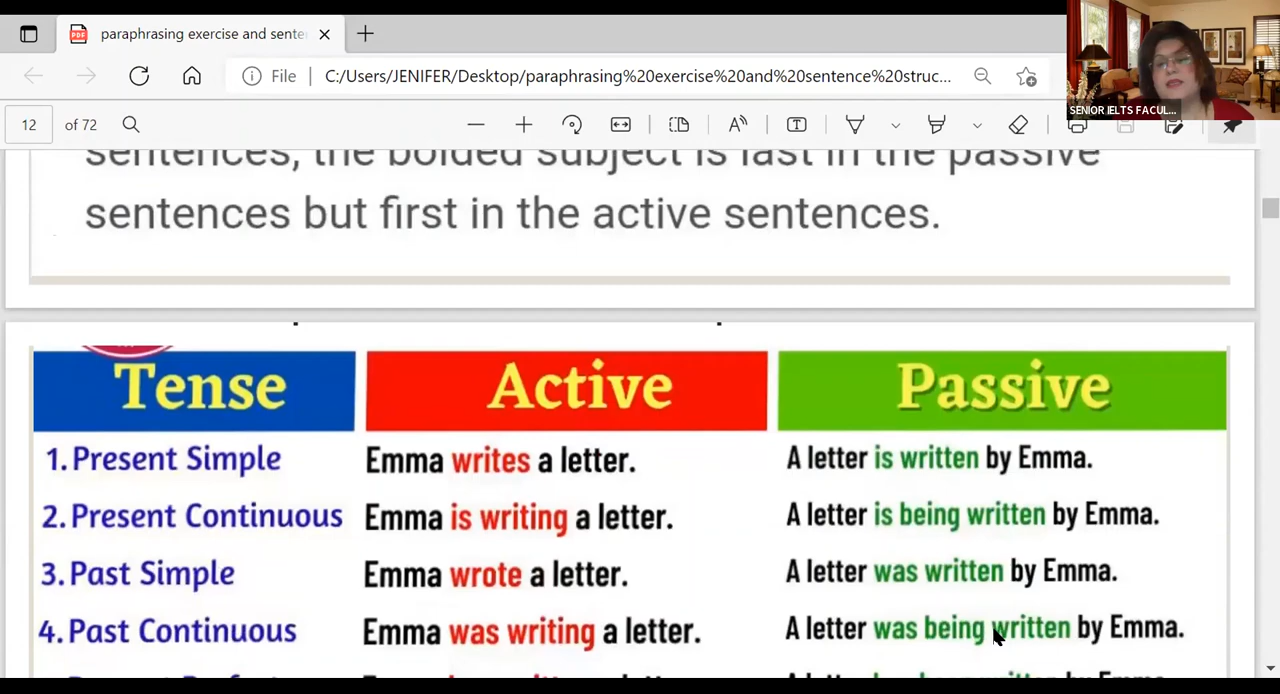 paraphrasing exercise and sente
File C:/Users/JENIFER/Desktop/paraphrasing%20exercise%20and%20sentence%20struc...
SENIOR IELTS FACUL...
12 of 72
sentences, the bolded subject is last in the passive
sentences but first in the active sentences.
Tense Active Passive
1. Present Simple Emma writes a letter. A letter is written by Emma.
2. Present Continuous Emma is writing a letter. A letter is being written by Emma.
3. Past Simple Emma wrote a letter. A letter was written by Emma.
4. Past Continuous Emma was writing a letter. A letter was being written by Emma.